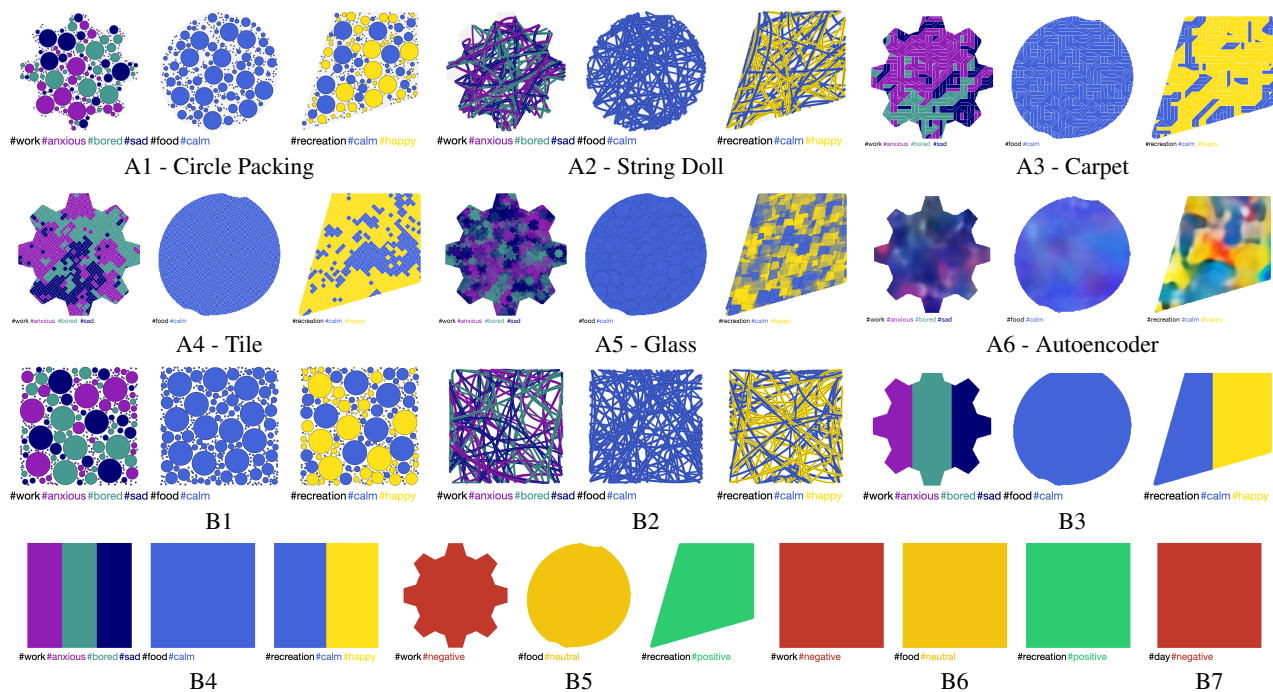 #work #anxious #bored #sad #food #calm #recreation #calm #happy
A1 - Circle Packing
#work #anxious #bored #sad #food #calm #recreation #calm #happy
A2 - String Doll
#work #anxious #bored #sad #food #calm #recreation #calm #happy
A3 - Carpet
#work #anxious #bored #sad #food #calm #recreation #calm #happy
A4 - Tile
#work #anxious #bored #sad #food #calm #recreation #calm #happy
A5 - Glass
#work #anxious #bored #sad #food #calm #recreation #calm #happy
A6 - Autoencoder
#work #anxious #bored #sad #food #calm #recreation #calm #happy
B1
#work #anxious #bored #sad #food #calm #recreation #calm #happy
B2
#work #anxious #bored #sad #food #calm #recreation #calm #happy
B3
#work #anxious #bored #sad #food #calm #recreation #calm #happy
B4
#work #negative #food #neutral #recreation #positive
B5
#work #negative #food #neutral #recreation #positive
B6
#day #negative
B7